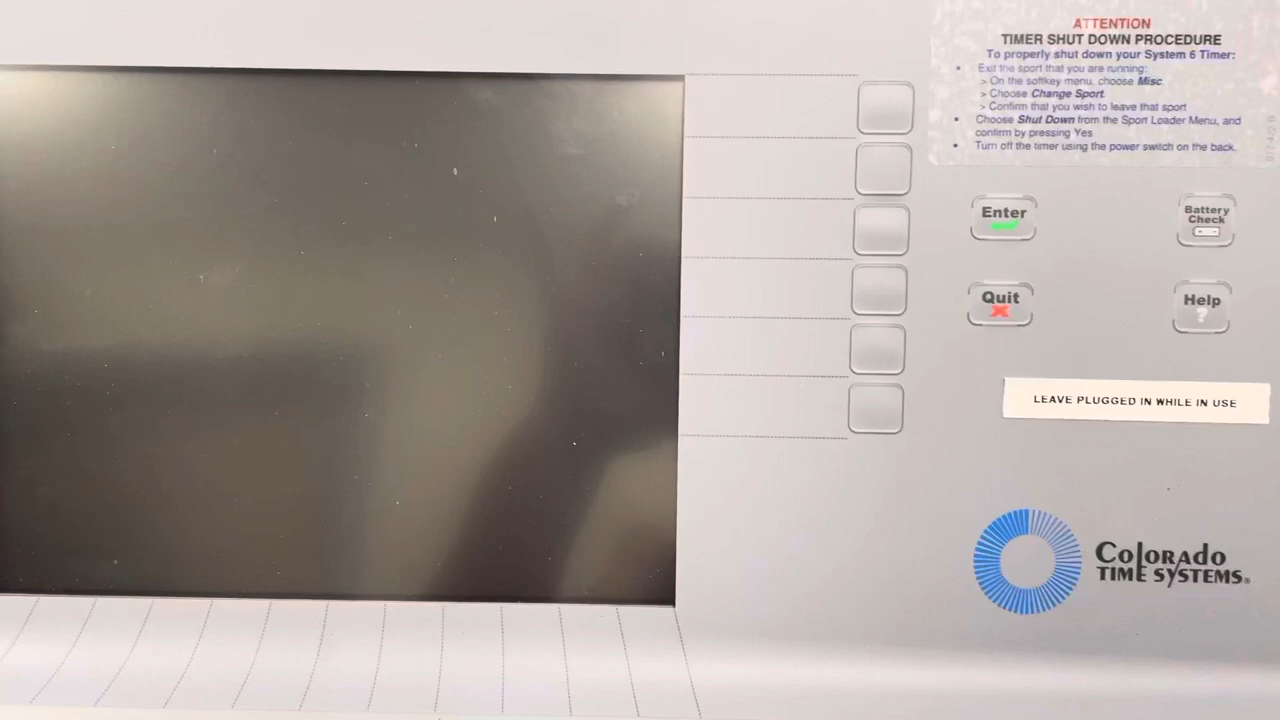 ATTENTION
TIMER SHUT DOWN PROCEDURE
To properly shut down your System 6 Timer:
• Exit the sport that you are running:
> On the softkey menu, choose Misc.
> Choose Change Sport.
> Confirm that you wish to leave that sport
• Choose Shut Down from the Sport Loader Menu, and
confirm by pressing Yes
• Turn off the timer using the power switch on the back.
Enter
Battery
Check
Quit
Help
?
LEAVE PLUGGED IN WHILE IN USE
Colorado
TIME SYSTEMS®